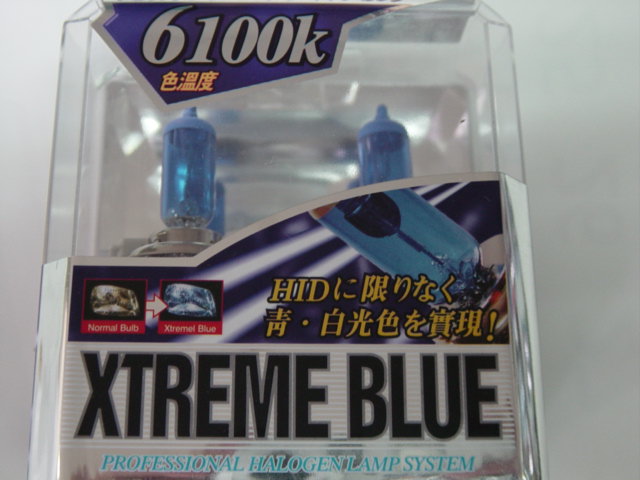 6100k
色溫度
HIDに限りなく
青・白光色を實現!
Normal Bulb
Xtremel Blue
XTREME BLUE
PROFESSIONAL HALOGEN LAMP SYSTEM